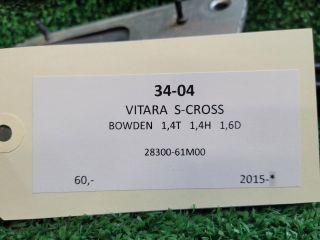 34-04
VITARA S-CROSS
BOWDEN 1,4T 1,4H 1,6D
28300-61M00
60,- 2015-*